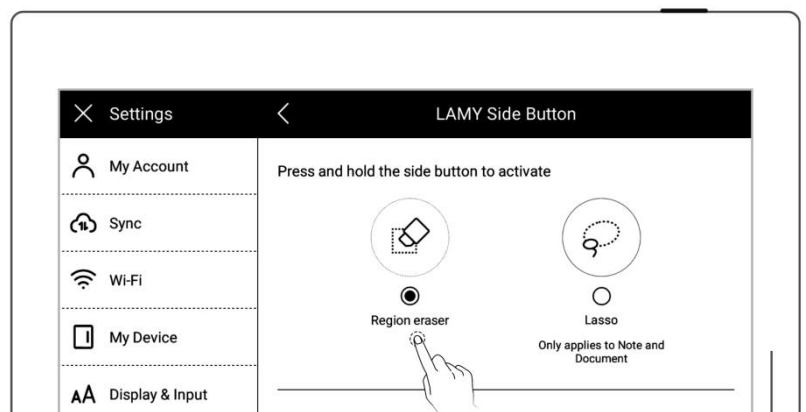 Settings
LAMY Side Button
My Account
Sync
Wi-Fi
My Device
AA Display & Input
Press and hold the side button to activate
Region eraser
Lasso
Only applies to Note and
Document